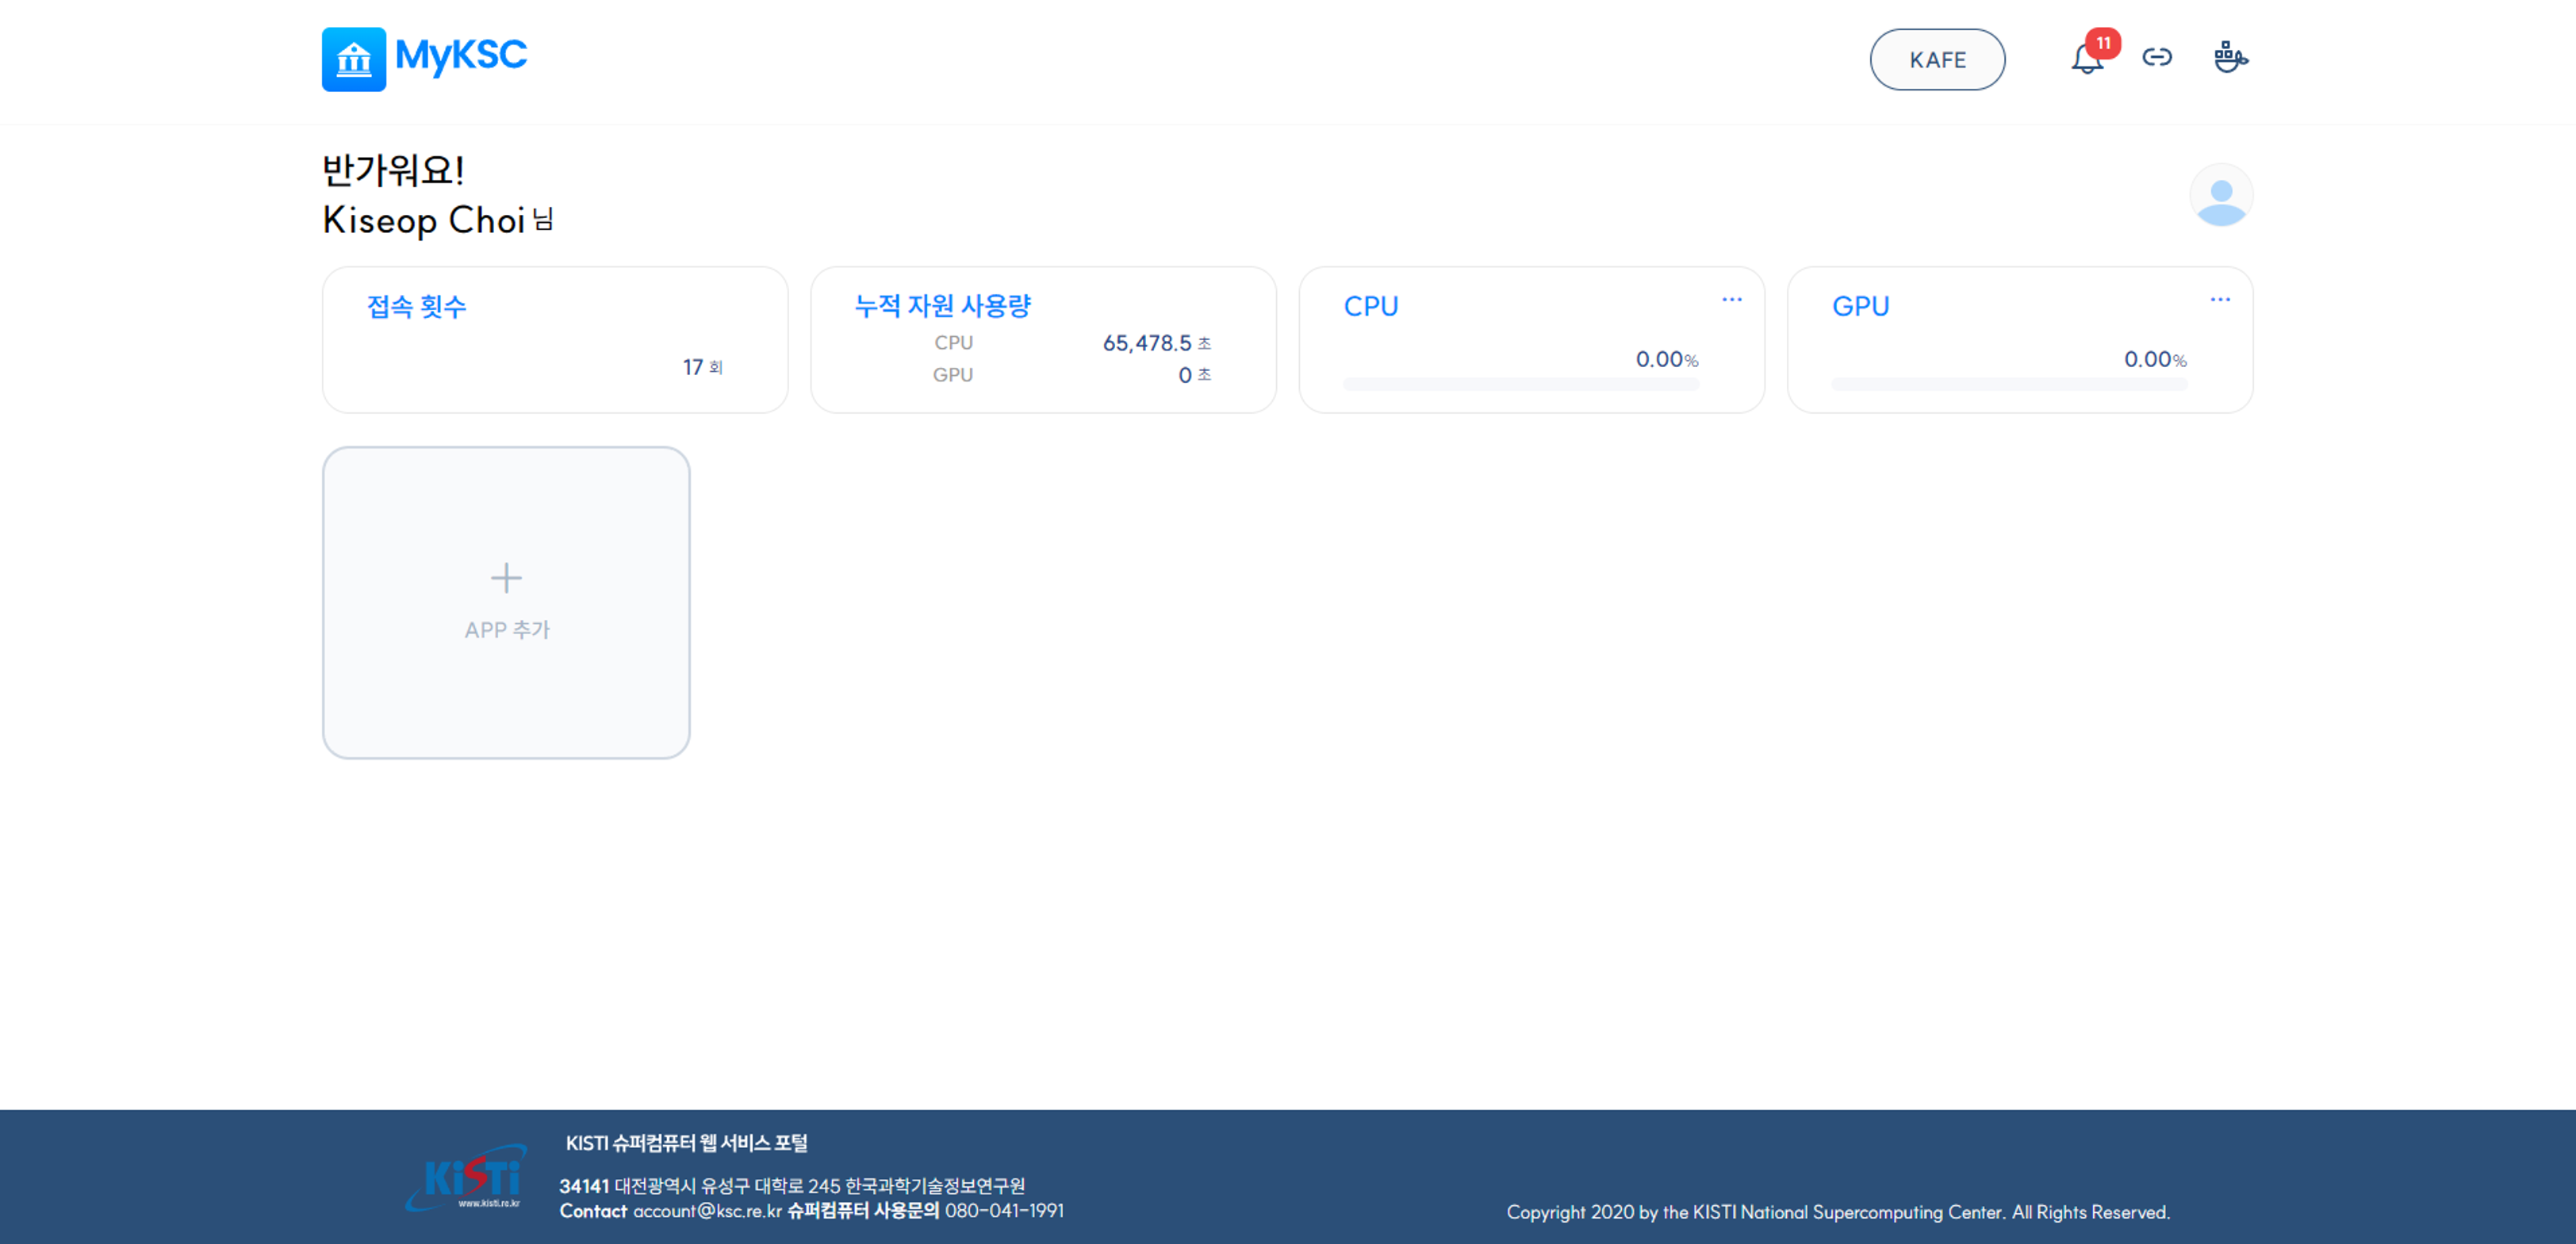 MyKSC
KAFE
11
반가워요!
Kiseop Choi 님
접속 횟수
17 회
누적 자원 사용량
CPU 65,478.5 초
GPU 0 초
CPU
0.00%
GPU
0.00%
APP 추가
KiSTi
www.kisti.re.kr
KISTI 슈퍼컴퓨터 웹 서비스 포털
34141 대전광역시 유성구 대학로 245 한국과학기술정보연구원
Contact account@ksc.re.kr 슈퍼컴퓨터 사용문의 080-041-1991
Copyright 2020 by the KISTI National Supercomputing Center. All Rights Reserved.